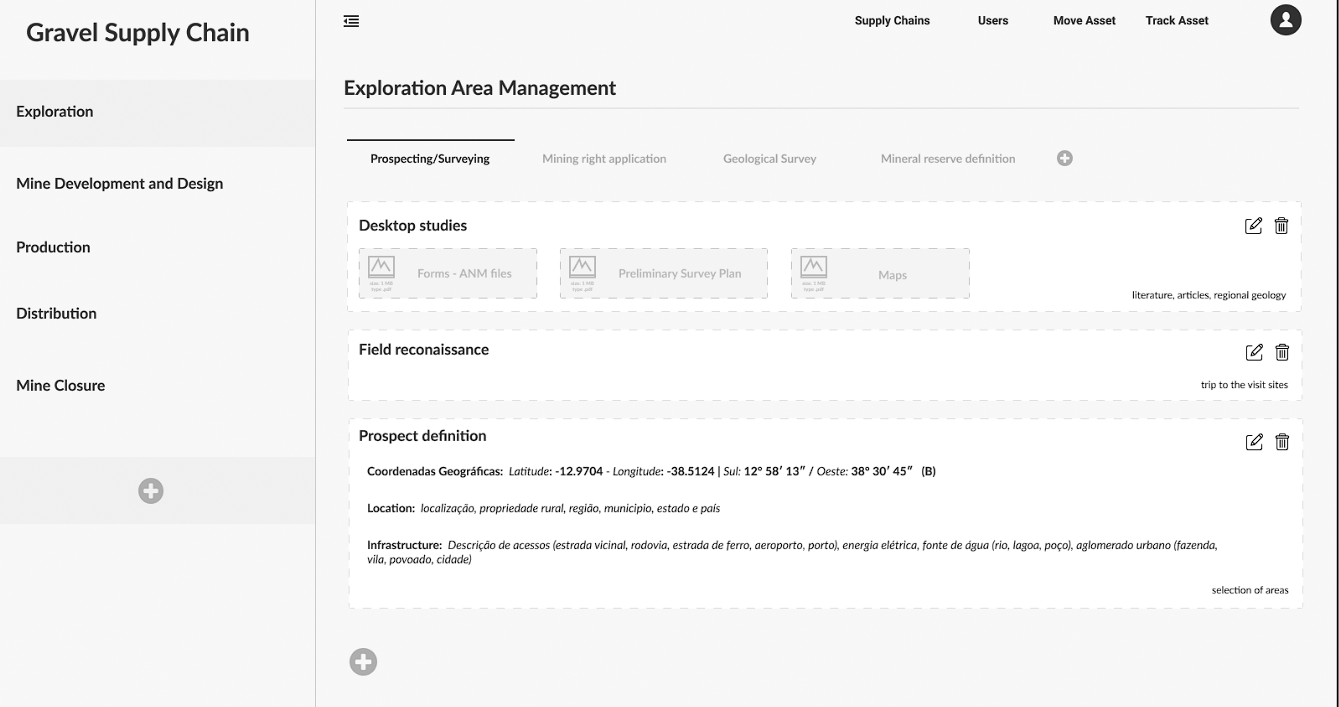 Gravel Supply Chain
Supply Chains Users Move Asset Track Asset
Exploration
Mine Development and Design
Production
Distribution
Mine Closure
Exploration Area Management
Prospecting/Surveying Mining right application Geological Survey Mineral reserve definition
Desktop studies
Forms - ANM files
Preliminary Survey Plan
Maps
literature, articles, regional geology
Field reconaissance
trip to the visit sites
Prospect definition
Coordenadas Geográficas: Latitude: -12.9704 - Longitude: -38.5124 | Sul: 12° 58′ 13″ / Oeste: 38° 30′ 45″ (B)
Location: localização, propriedade rural, região, município, estado e país
Infrastructure: Descrição de acessos (estrada vicinal, rodovia, estrada de ferro, aeroporto, porto), energia elétrica, fonte de água (rio, lagoa, poço), aglomerado urbano (fazenda,
vila, povoado, cidade)
selection of areas